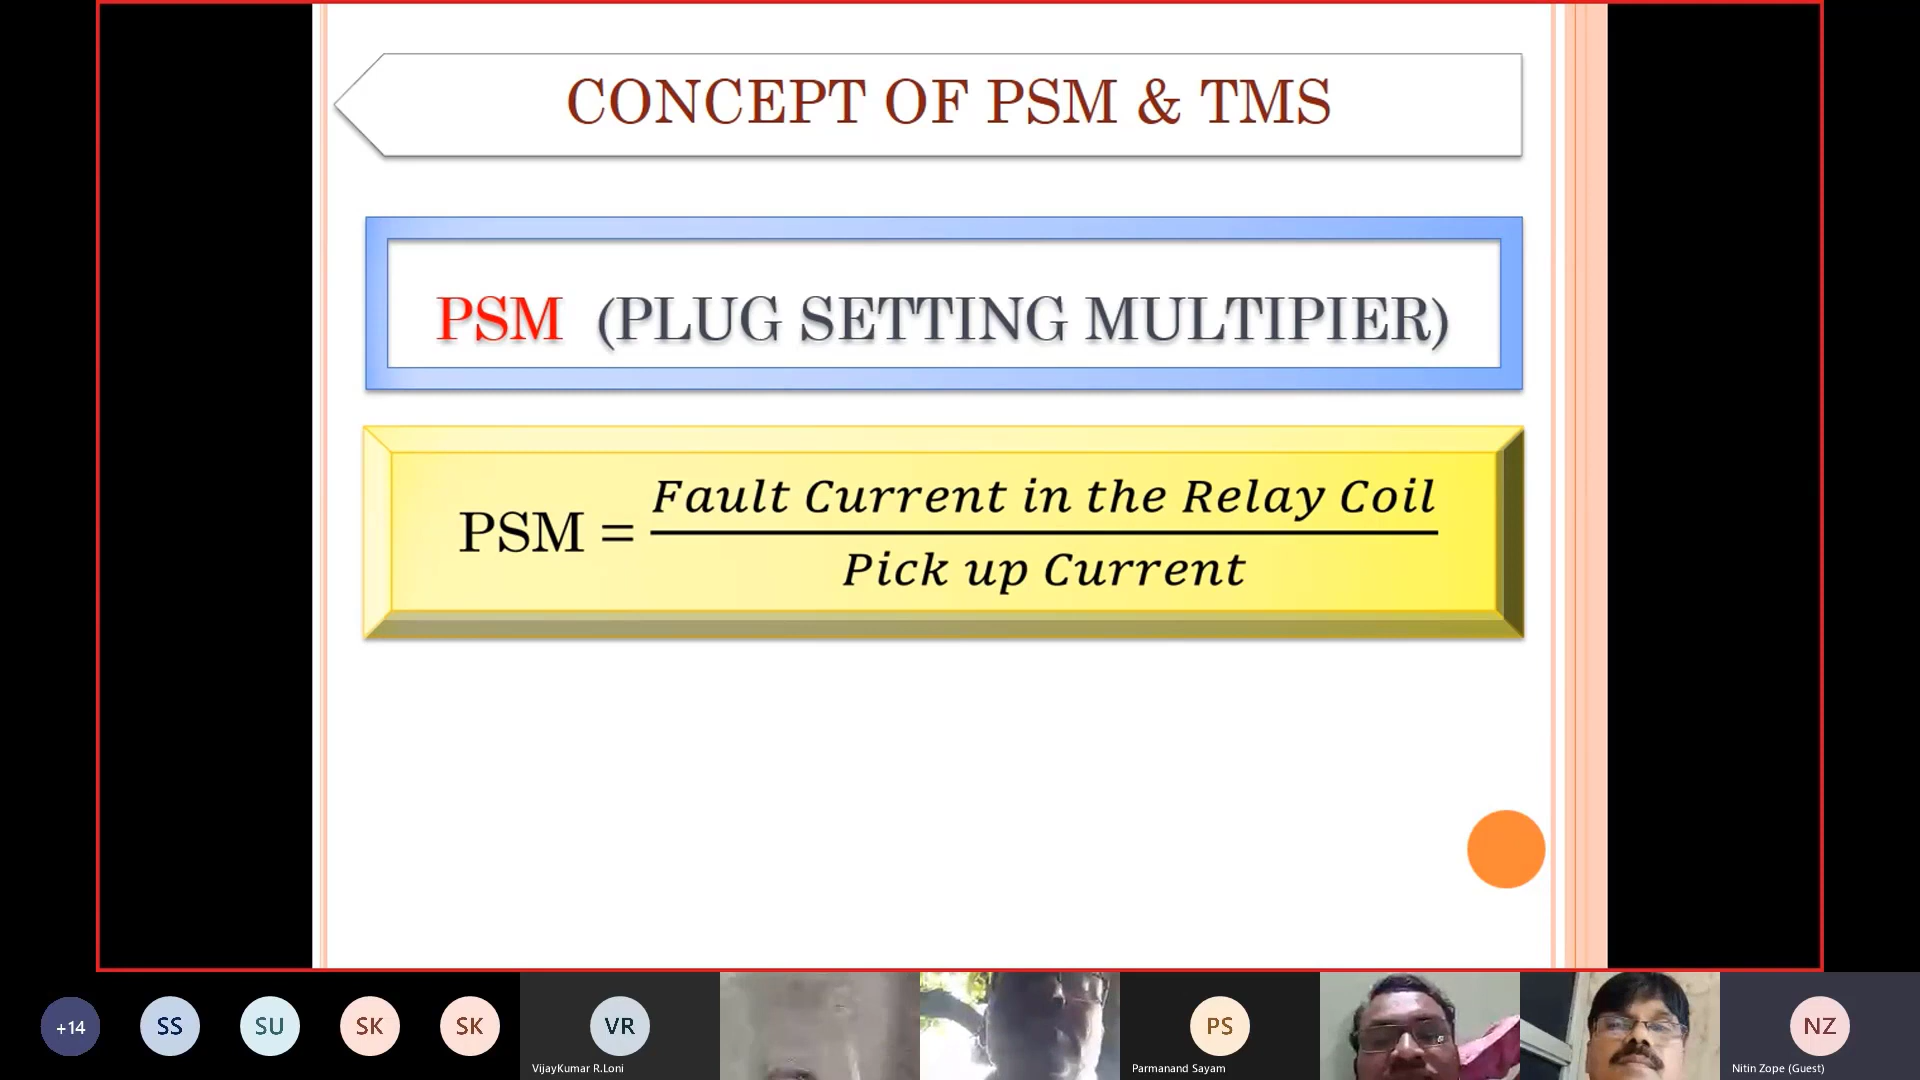 CONCEPT OF PSM & TMS
PSM (PLUG SETTING MULTIPIER)
PSM = Fault Current in the Relay Coil
Pick up Current
+14
SS
SU
SK
SK
VR
VijayKumar R.Loni
PS
Parmanand Sayam
NZ
Nitin Zope (Guest)